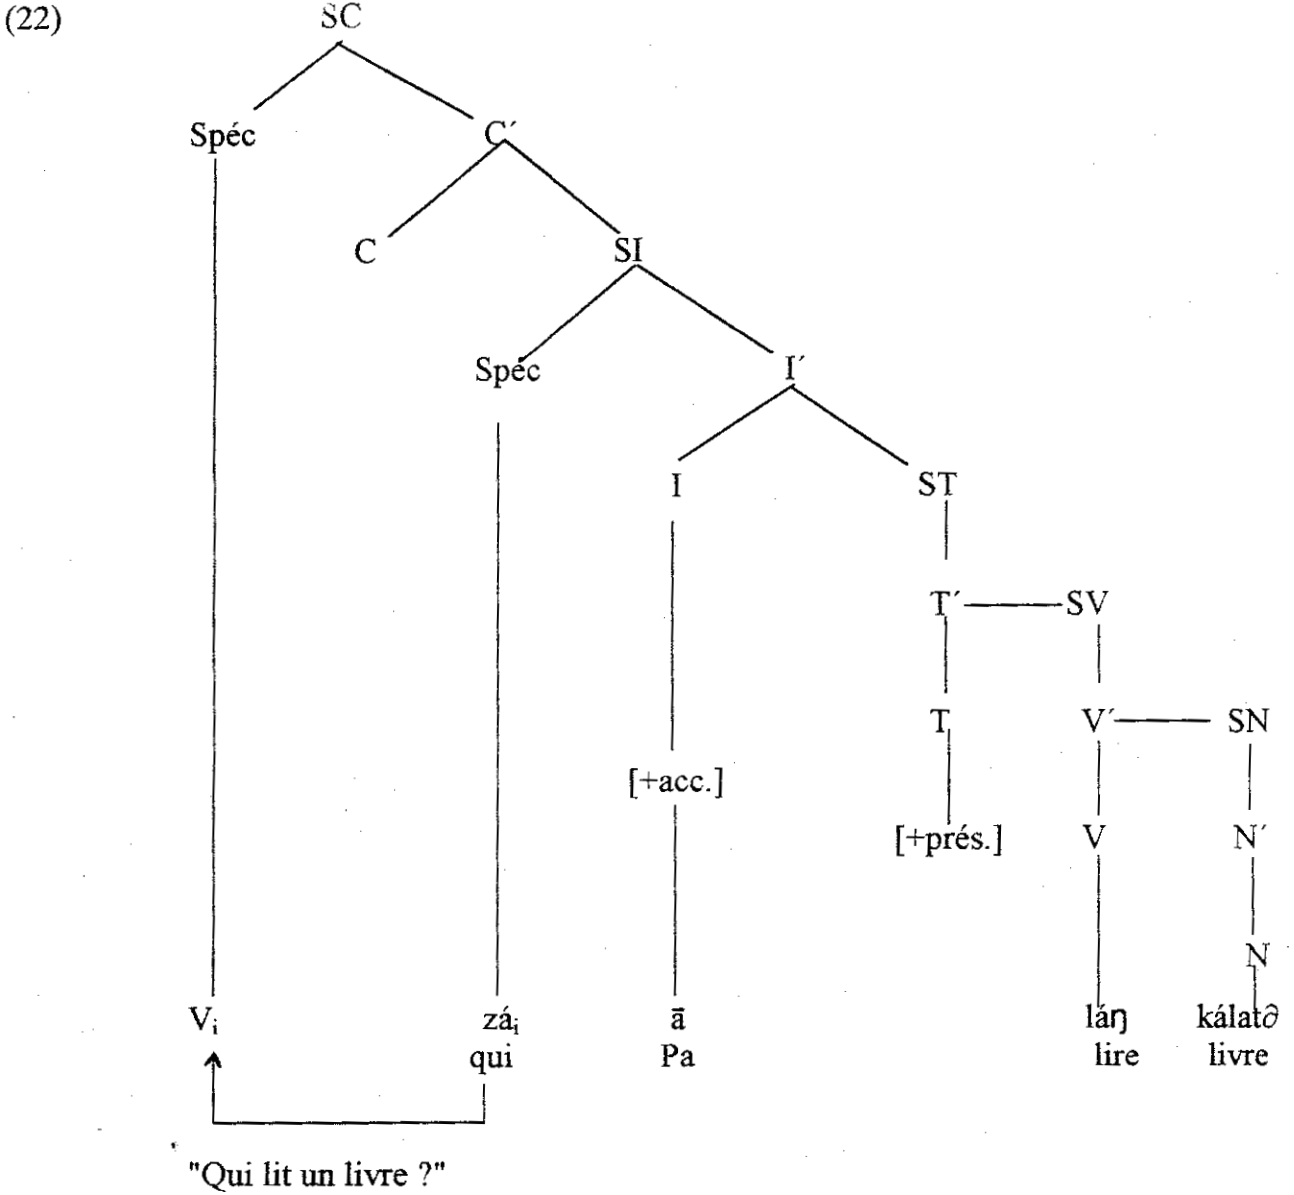 (22) SC
Spéc C´
C SI
Spéc I´
I ST
T´ SV
T V´ SN
[+acc.]
[+prés.] V N´
N
Vᵢ záᵢ ā láŋ kálat∂
qui Pa lire livre
"Qui lit un livre ?"